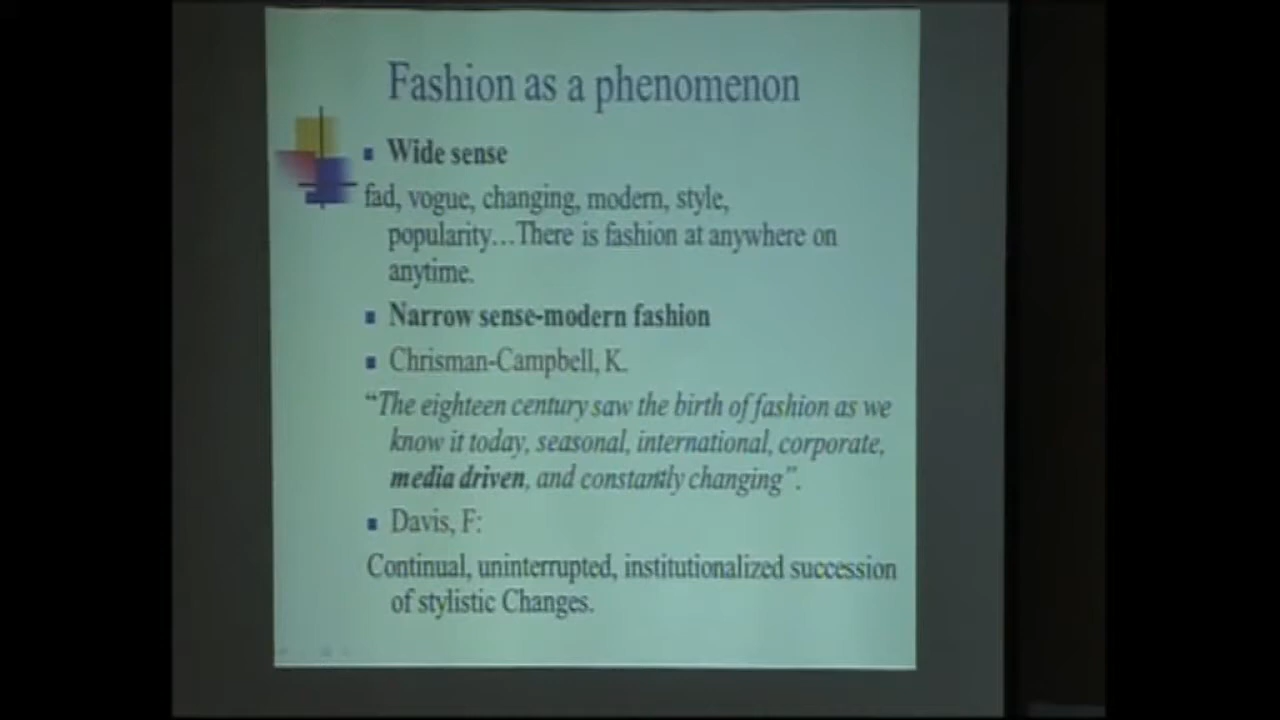 Fashion as a phenomenon
Wide sense
fad, vogue, changing, modern, style,
popularity...There is fashion at anywhere on
anytime.
Narrow sense-modern fashion
Chrisman-Campbell, K.
“The eighteen century saw the birth of fashion as we
know it today, seasonal, international, corporate,
media driven, and constantly changing”.
Davis, F:
Continual, uninterrupted, institutionalized succession
of stylistic Changes.